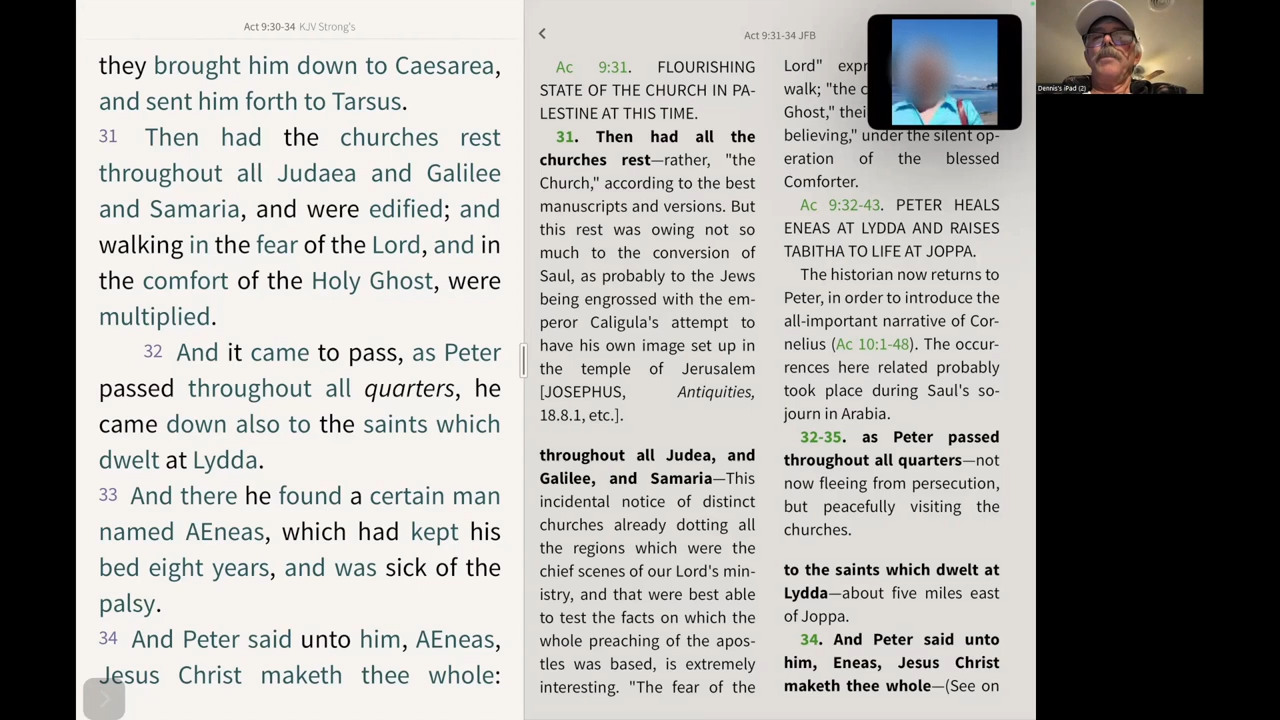 Act 9:30-34 KJV Strong's
they brought him down to Caesarea,
and sent him forth to Tarsus.
31 Then had the churches rest
throughout all Judaea and Galilee
and Samaria, and were edified; and
walking in the fear of the Lord, and in
the comfort of the Holy Ghost, were
multiplied.
32 And it came to pass, as Peter
passed throughout all quarters, he
came down also to the saints which
dwelt at Lydda.
33 And there he found a certain man
named AEneas, which had kept his
bed eight years, and was sick of the
palsy.
34 And Peter said unto him, AEneas,
Jesus Christ maketh thee whole:
Act 9:31-34 JFB
Ac 9:31. FLOURISHING
STATE OF THE CHURCH IN PA-
LESTINE AT THIS TIME.
31. Then had all the
churches rest—rather, "the
Church," according to the best
manuscripts and versions. But
this rest was owing not so
much to the conversion of
Saul, as probably to the Jews
being engrossed with the em-
peror Caligula's attempt to
have his own image set up in
the temple of Jerusalem
[JOSEPHUS, Antiquities,
18.8.1, etc.].
throughout all Judea, and
Galilee, and Samaria—This
incidental notice of distinct
churches already dotting all
the regions which were the
chief scenes of our Lord's min-
istry, and that were best able
to test the facts on which the
whole preaching of the apos-
tles was based, is extremely
interesting. "The fear of the
Lord" expr
walk; "the c
Ghost," thei
believing," under the silent op-
eration of the blessed
Comforter.
Ac 9:32-43. PETER HEALS
ENEAS AT LYDDA AND RAISES
TABITHA TO LIFE AT JOPPA.
The historian now returns to
Peter, in order to introduce the
all-important narrative of Cor-
nelius (Ac 10:1-48). The occur-
rences here related probably
took place during Saul's so-
journ in Arabia.
32-35. as Peter passed
throughout all quarters—not
now fleeing from persecution,
but peacefully visiting the
churches.
to the saints which dwelt at
Lydda—about five miles east
of Joppa.
34. And Peter said unto
him, Eneas, Jesus Christ
maketh thee whole—(See on
Dennis's iPad (2)